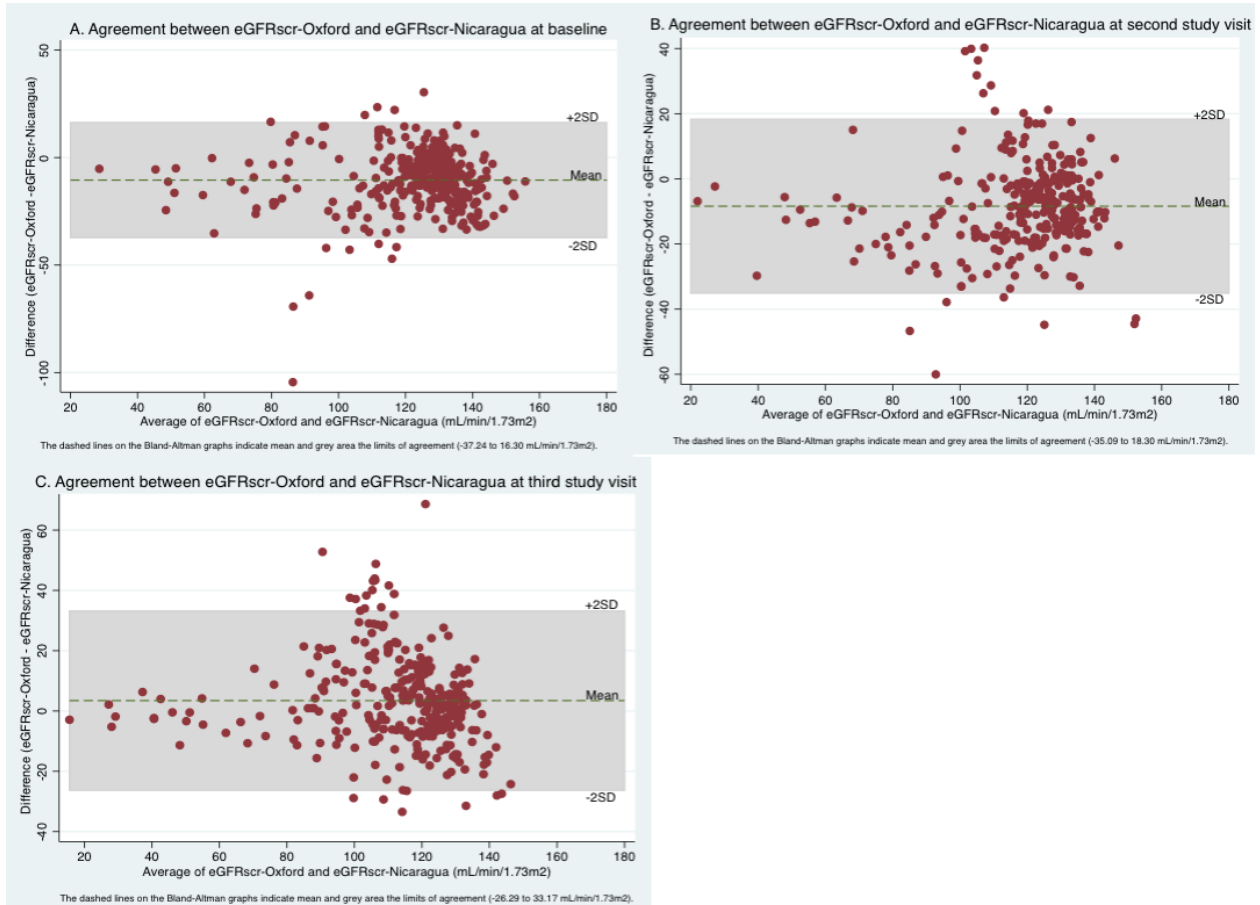 A. Agreement between eGFRscr-Oxford and eGFRscr-Nicaragua at baseline
Difference (eGFRscr-Oxford -eGFRscr-Nicaragua)
50
0
-50
-100
+2SD
Mean
-2SD
20 40 60 80 100 120 140 160 180
Average of eGFRscr-Oxford and eGFRscr-Nicaragua (mL/min/1.73m2)
The dashed lines on the Bland-Altman graphs indicate mean and grey area the limits of agreement (-37.24 to 16.30 mL/min/1.73m2).
B. Agreement between eGFRscr-Oxford and eGFRscr-Nicaragua at second study visit
Difference (eGFRscr-Oxford - eGFRscr-Nicaragua)
40
20
0
-20
-40
-60
+2SD
Mean
-2SD
20 40 60 80 100 120 140 160 180
Average of eGFRscr-Oxford and eGFRscr-Nicaragua (mL/min/1.73m2)
The dashed lines on the Bland-Altman graphs indicate mean and grey area the limits of agreement (-35.09 to 18.30 mL/min/1.73m2).
C. Agreement between eGFRscr-Oxford and eGFRscr-Nicaragua at third study visit
Difference (eGFRscr-Oxford - eGFRscr-Nicaragua)
60
40
20
0
-20
-40
+2SD
Mean
-2SD
20 40 60 80 100 120 140 160 180
Average of eGFRscr-Oxford and eGFRscr-Nicaragua (mL/min/1.73m2)
The dashed lines on the Bland-Altman graphs indicate mean and grey area the limits of agreement (-26.29 to 33.17 mL/min/1.73m2).